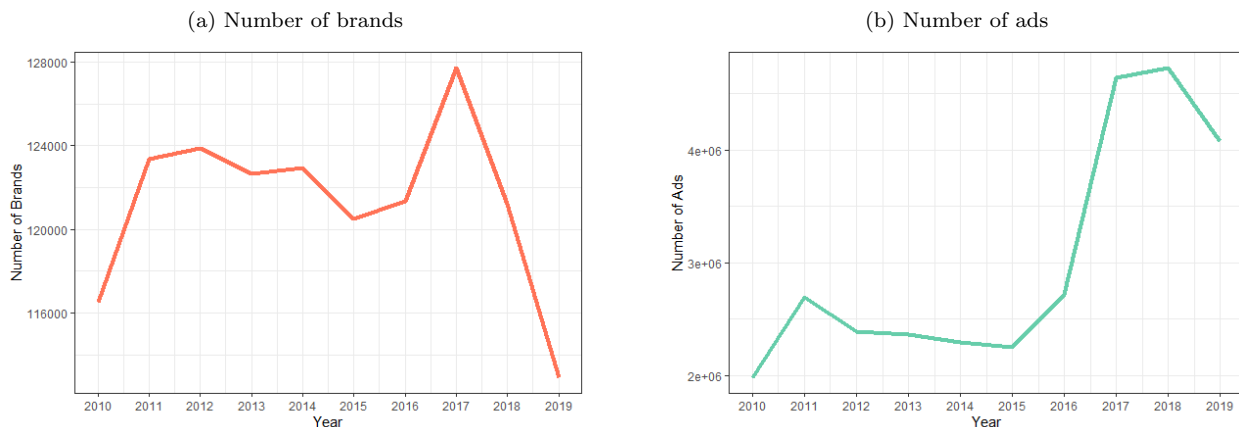 (a) Number of brands
128000
124000
120000
116000
Number of Brands
2010 2011 2012 2013 2014 2015 2016 2017 2018 2019
Year
(b) Number of ads
4e+06
3e+06
2e+06
Number of Ads
2010 2011 2012 2013 2014 2015 2016 2017 2018 2019
Year